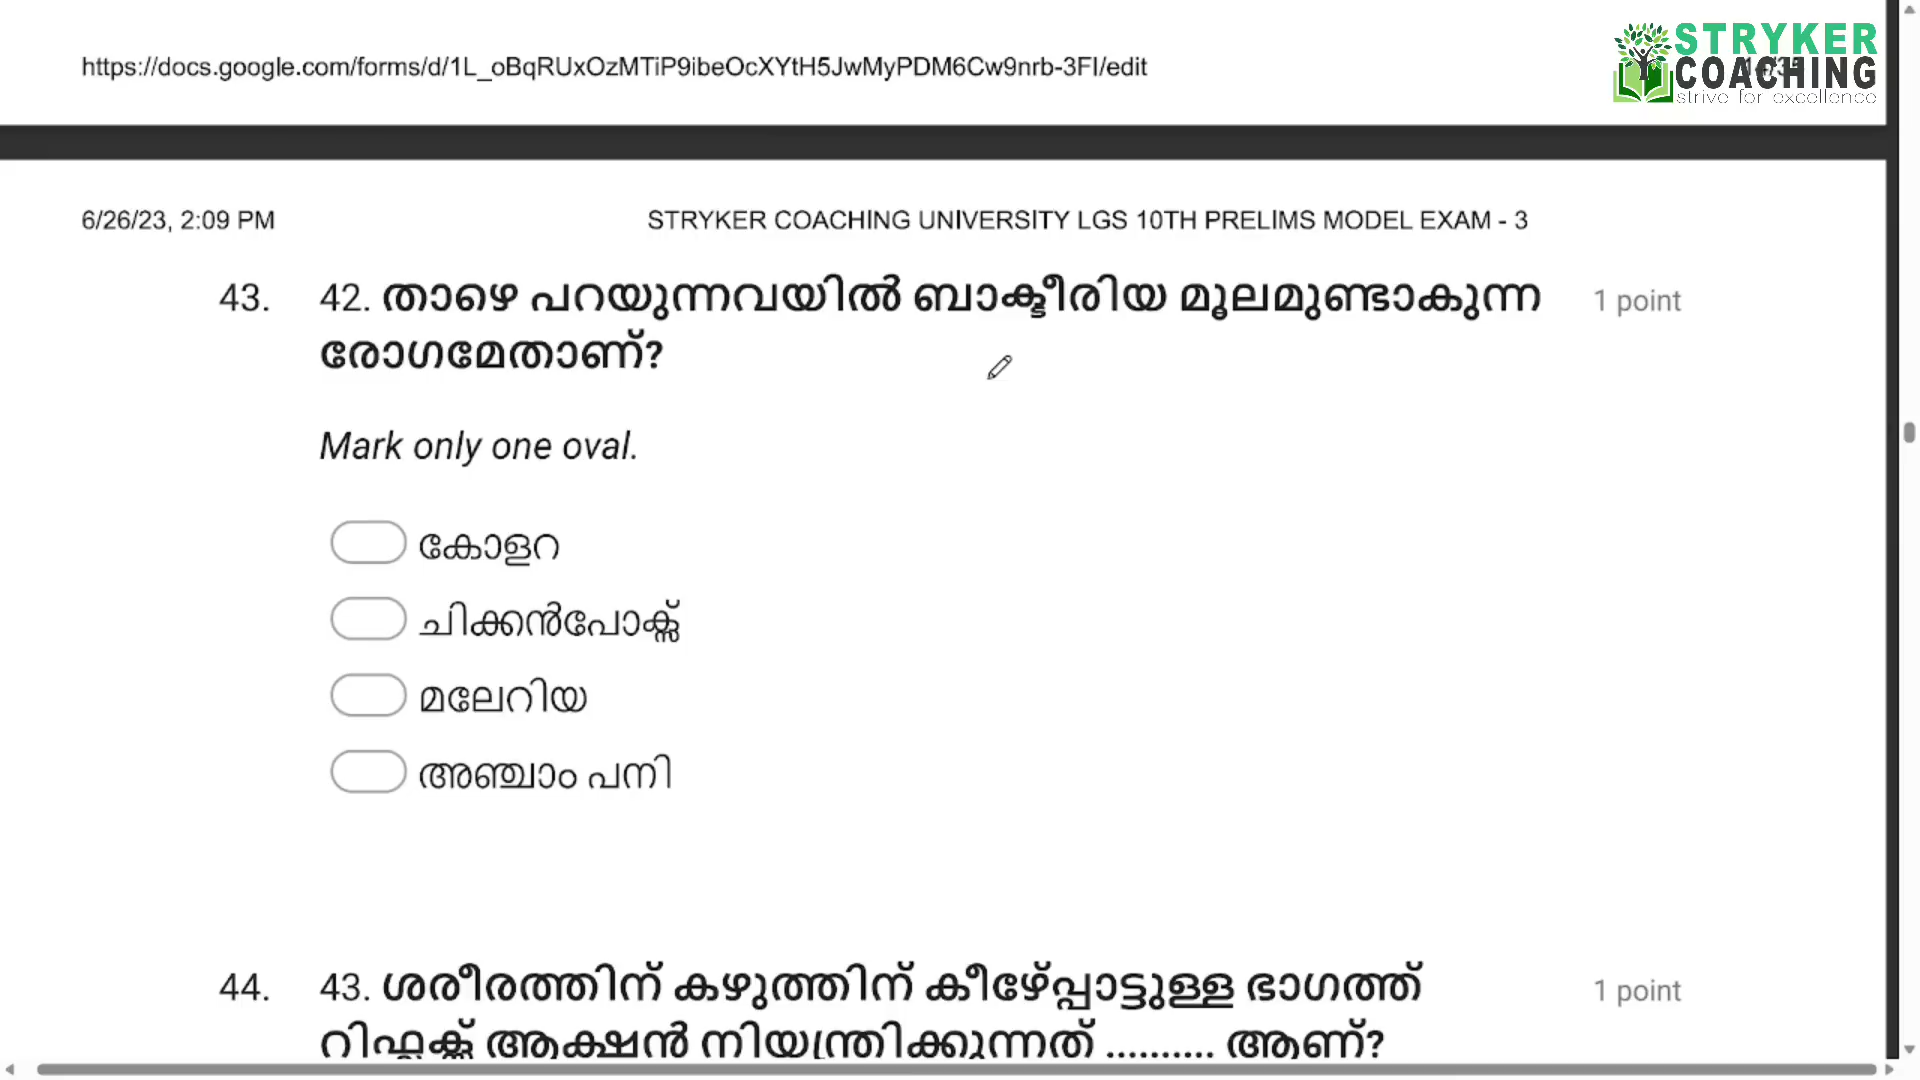 https://docs.google.com/forms/d/1L_oBqRUxOzMTiP9ibeOcXYtH5JwMyPDM6Cw9nrb-3FI/edit
STRYKER
COACHING
strive for excellence
6/26/23, 2:09 PM
STRYKER COACHING UNIVERSITY LGS 10TH PRELIMS MODEL EXAM - 3
43. 42. താഴെ പറയുന്നവയിൽ ബാക്ടീരിയ മൂലമുണ്ടാകുന്ന 1 point
രോഗമേതാണ്?
Mark only one oval.
കോളറ
ചിക്കൻപോക്സ്
മലേറിയ
അഞ്ചാം പനി
44. 43. ശരീരത്തിന് കഴുത്തിന് കീഴ്പ്പോട്ടുള്ള ഭാഗത്ത് 1 point
റിഫ്ലക്സ് ആക്ഷൻ നിയന്ത്രിക്കുന്നത് .......... ആണ്?